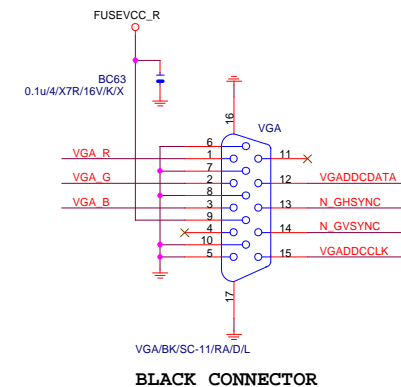 FUSEVCC_R
BC63
0.1u/4/X7R/16V/K/X
16
VGA
6
VGA_R 1 11
7
VGA_G 2 12 VGADDCDATA
8
VGA_B 3 13 N_GHSYNC
9
4 14 N_GVSYNC
10
5 15 VGADDCCLK
17
VGA/BK/SC-11/RA/D/L
BLACK CONNECTOR